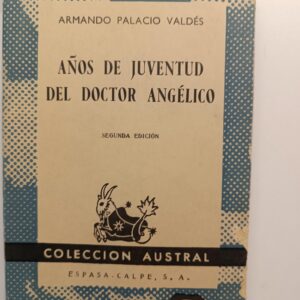 ARMANDO PALACIO VALDÉS
AÑOS DE JUVENTUD
DEL DOCTOR ANGÉLICO
SEGUNDA EDICIÓN
COLECCION AUSTRAL
ESPASA-CALPE, S. A.